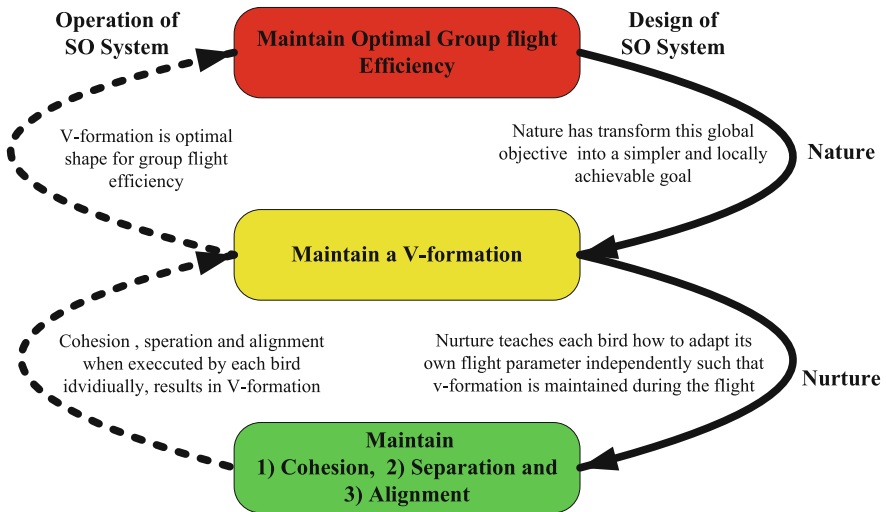 Operation of
SO System
Maintain Optimal Group flight
Efficiency
Design of
SO System
V-formation is optimal
shape for group flight
efficiency
Nature has transform this global
objective into a simpler and locally
achievable goal
Nature
Maintain a V-formation
Cohesion , speration and alignment
when execcuted by each bird
idvidiually, results in V-formation
Nurture teaches each bird how to adapt its
own flight parameter independently such that
v-formation is maintained during the flight
Nurture
Maintain
1) Cohesion, 2) Separation and
3) Alignment